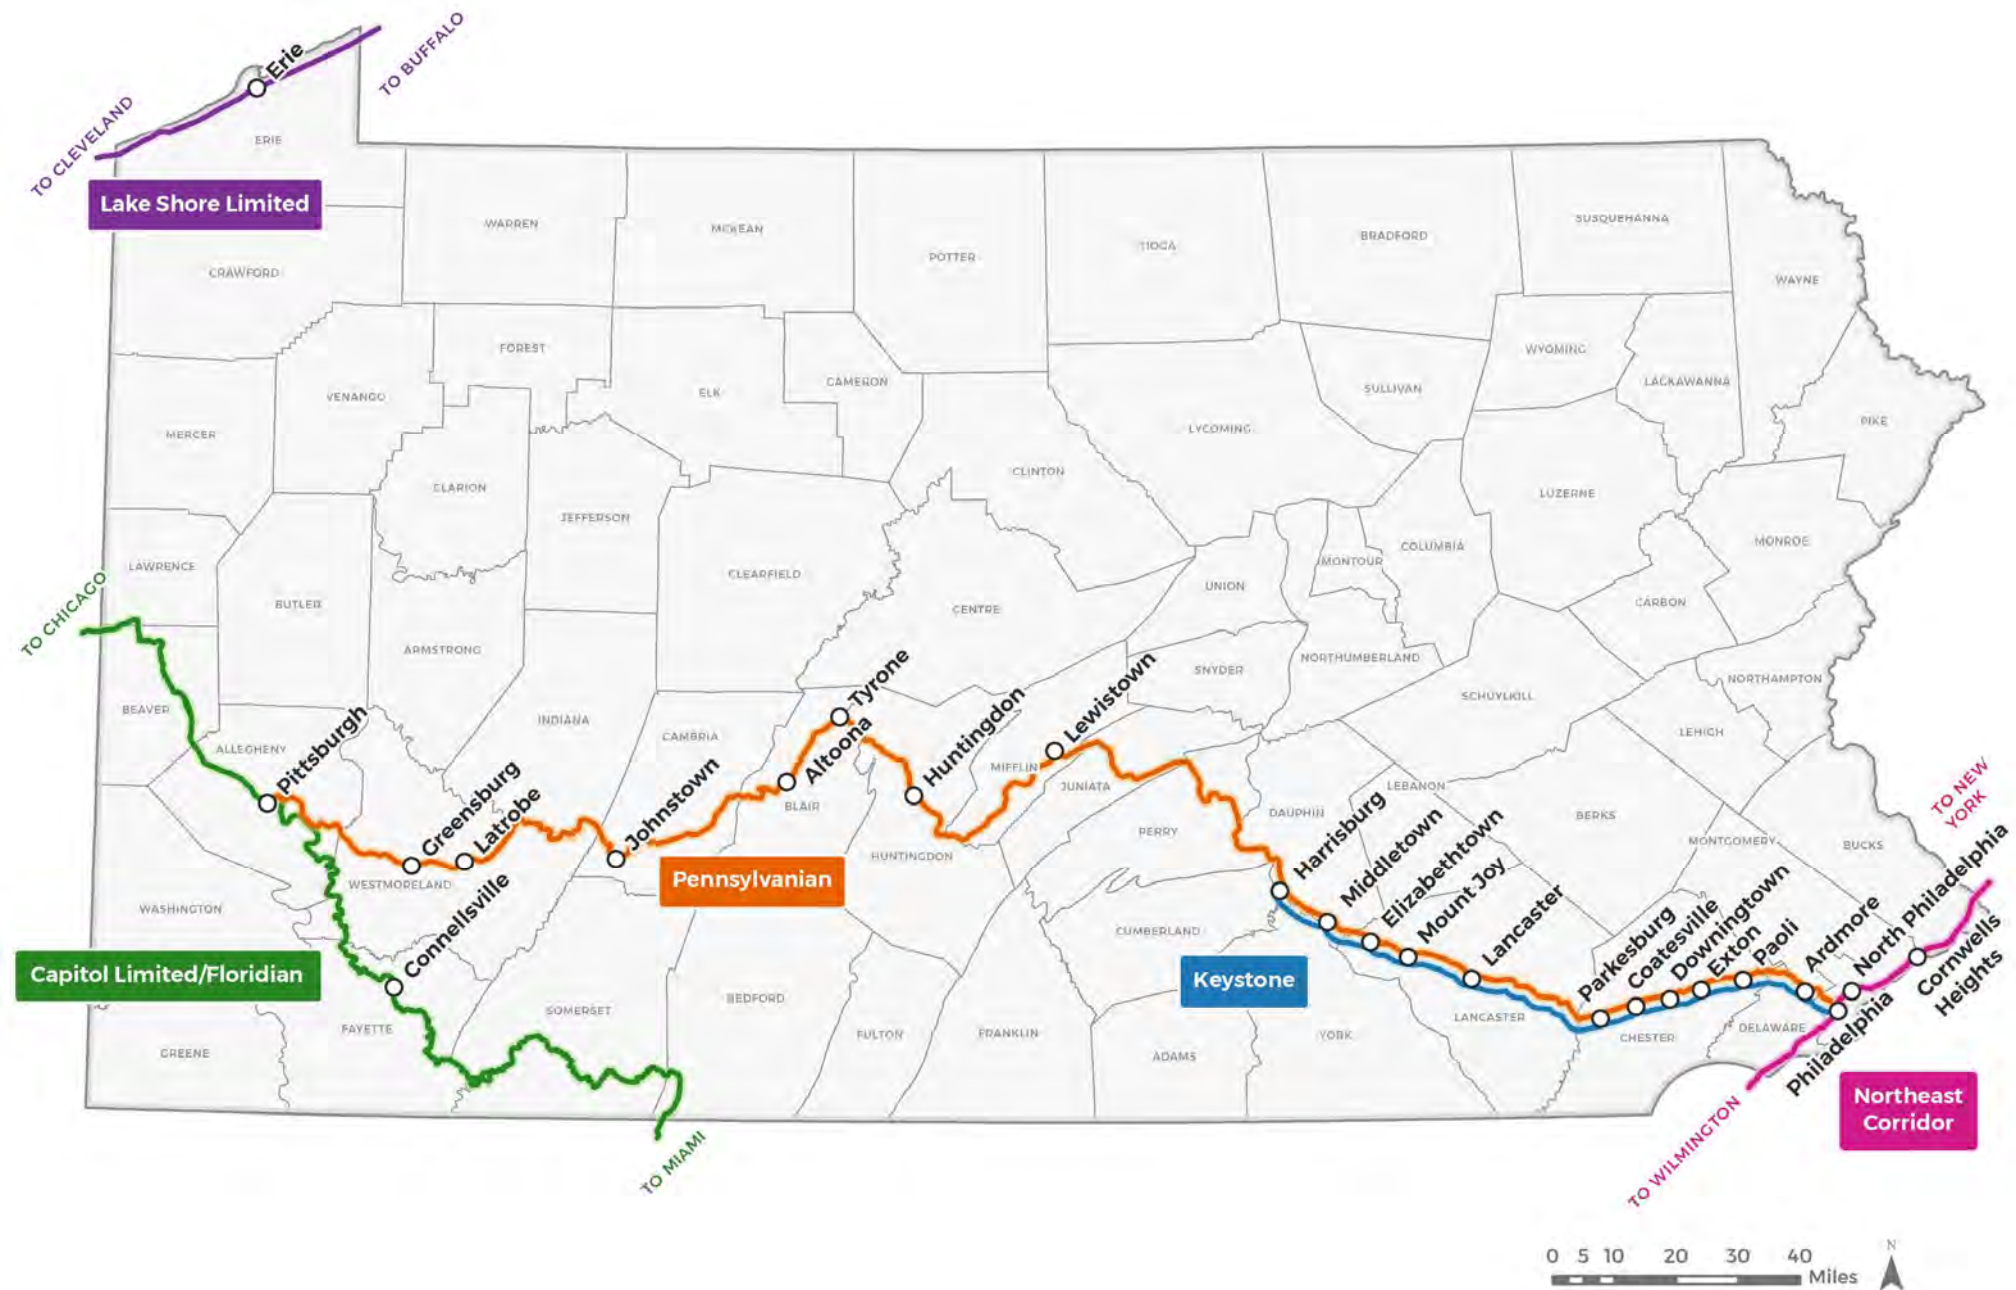 TO BUFFALO
Erie
TO CLEVELAND
ERIE
Lake Shore Limited
WARREN
MCKEAN
POTTER
TIOGA
BRADFORD
SUSQUEHANNA
WAYNE
CRAWFORD
FOREST
CAMERON
WYOMING
LACKAWANNA
VENANGO
ELK
SULLIVAN
PIKE
MERCER
LYCOMING
CLINTON
CLARION
LUZERNE
JEFFERSON
MONROE
COLUMBIA
MONTOUR
LAWRENCE
CLEARFIELD
UNION
TO CHICAGO
BUTLER
CENTRE
CARBON
ARMSTRONG
NORTHUMBERLAND
SNYDER
NORTHAMPTON
SCHUYLKILL
BEAVER
INDIANA
Tyrone
Lewistown
ALLEGHENY
Pittsburgh
CAMBRIA
Altoona
Huntingdon
LEHIGH
MIFFLIN
JUNIATA
LEBANON
TO NEW
YORK
Greensburg
Latrobe
Johnstown
BLAIR
DAUPHIN
BERKS
PERRY
MONTGOMERY
BUCKS
HUNTINGDON
Harrisburg
Middletown
Elizabethtown
Mount Joy
Lancaster
Parkesburg
Coatesville
Downingtown
Exton
Paoli
Ardmore
North Philadelphia
WESTMORELAND
Pennsylvanian
WASHINGTON
Connellsville
CUMBERLAND
Capitol Limited/Floridian
Keystone
Cornwells
Heights
BEDFORD
SOMERSET
LANCASTER
FAYETTE
FULTON
FRANKLIN
YORK
CHESTER
DELAWARE
Philadelphia
GREENE
ADAMS
Northeast
Corridor
TO MIAMI
TO WILMINGTON
N
0 5 10 20 30 40
Miles